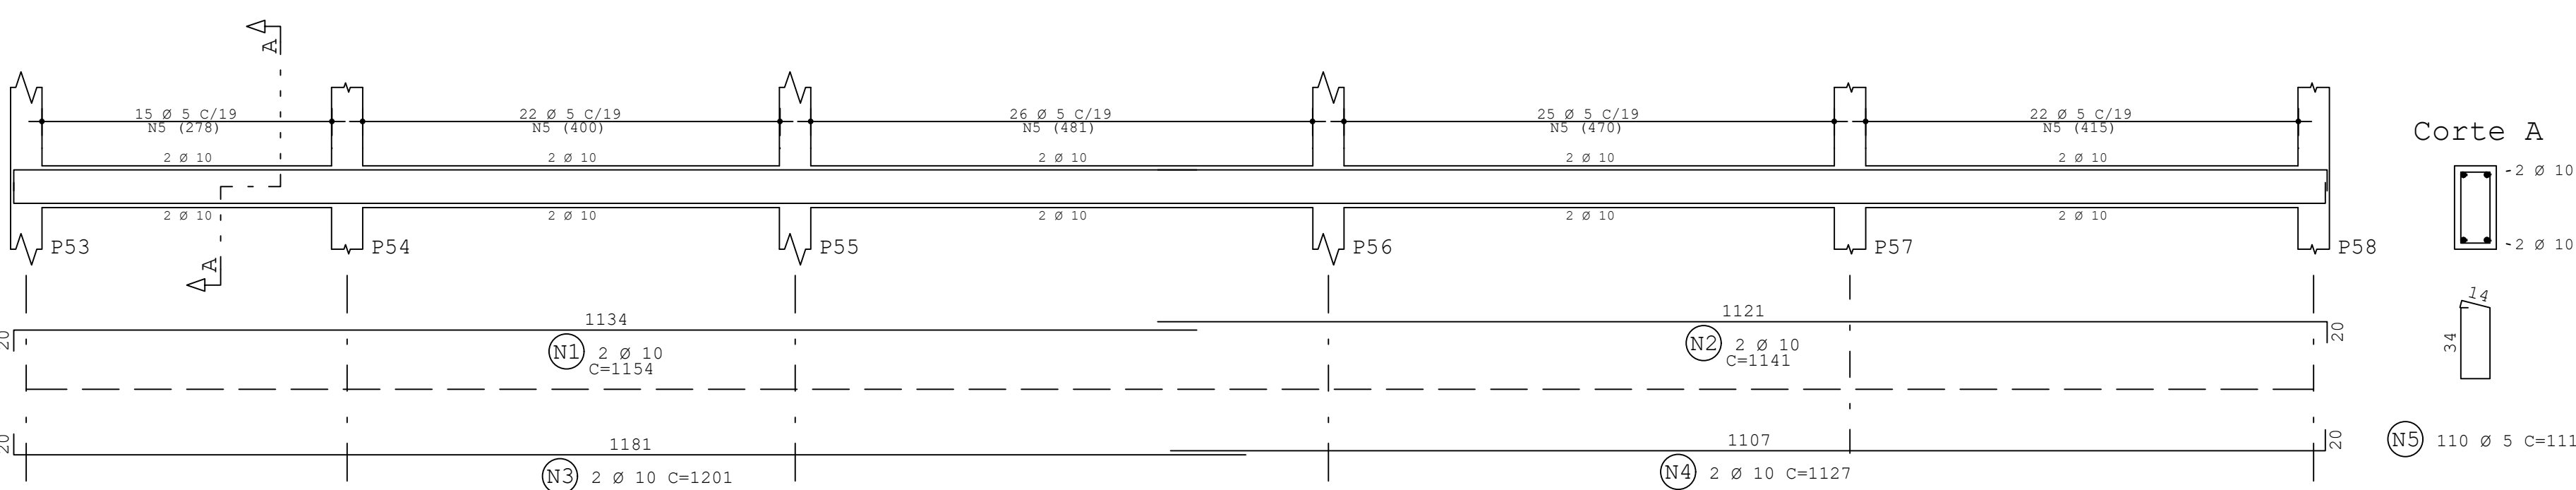 A
15 Ø 5 C/19
N5 (278)
22 Ø 5 C/19
N5 (400)
26 Ø 5 C/19
N5 (481)
25 Ø 5 C/19
N5 (470)
22 Ø 5 C/19
N5 (415)
2 Ø 10
2 Ø 10
2 Ø 10
2 Ø 10
2 Ø 10
2 Ø 10
2 Ø 10
2 Ø 10
2 Ø 10
2 Ø 10
P53
P54
P55
P56
P57
P58
A
Corte A
2 Ø 10
2 Ø 10
20
1134
N1 2 Ø 10
C=1154
1121
20
N2 2 Ø 10
C=1141
14
34
20
1181
N3 2 Ø 10 C=1201
1107
20
N4 2 Ø 10 C=1127
N5 110 Ø 5 C=111